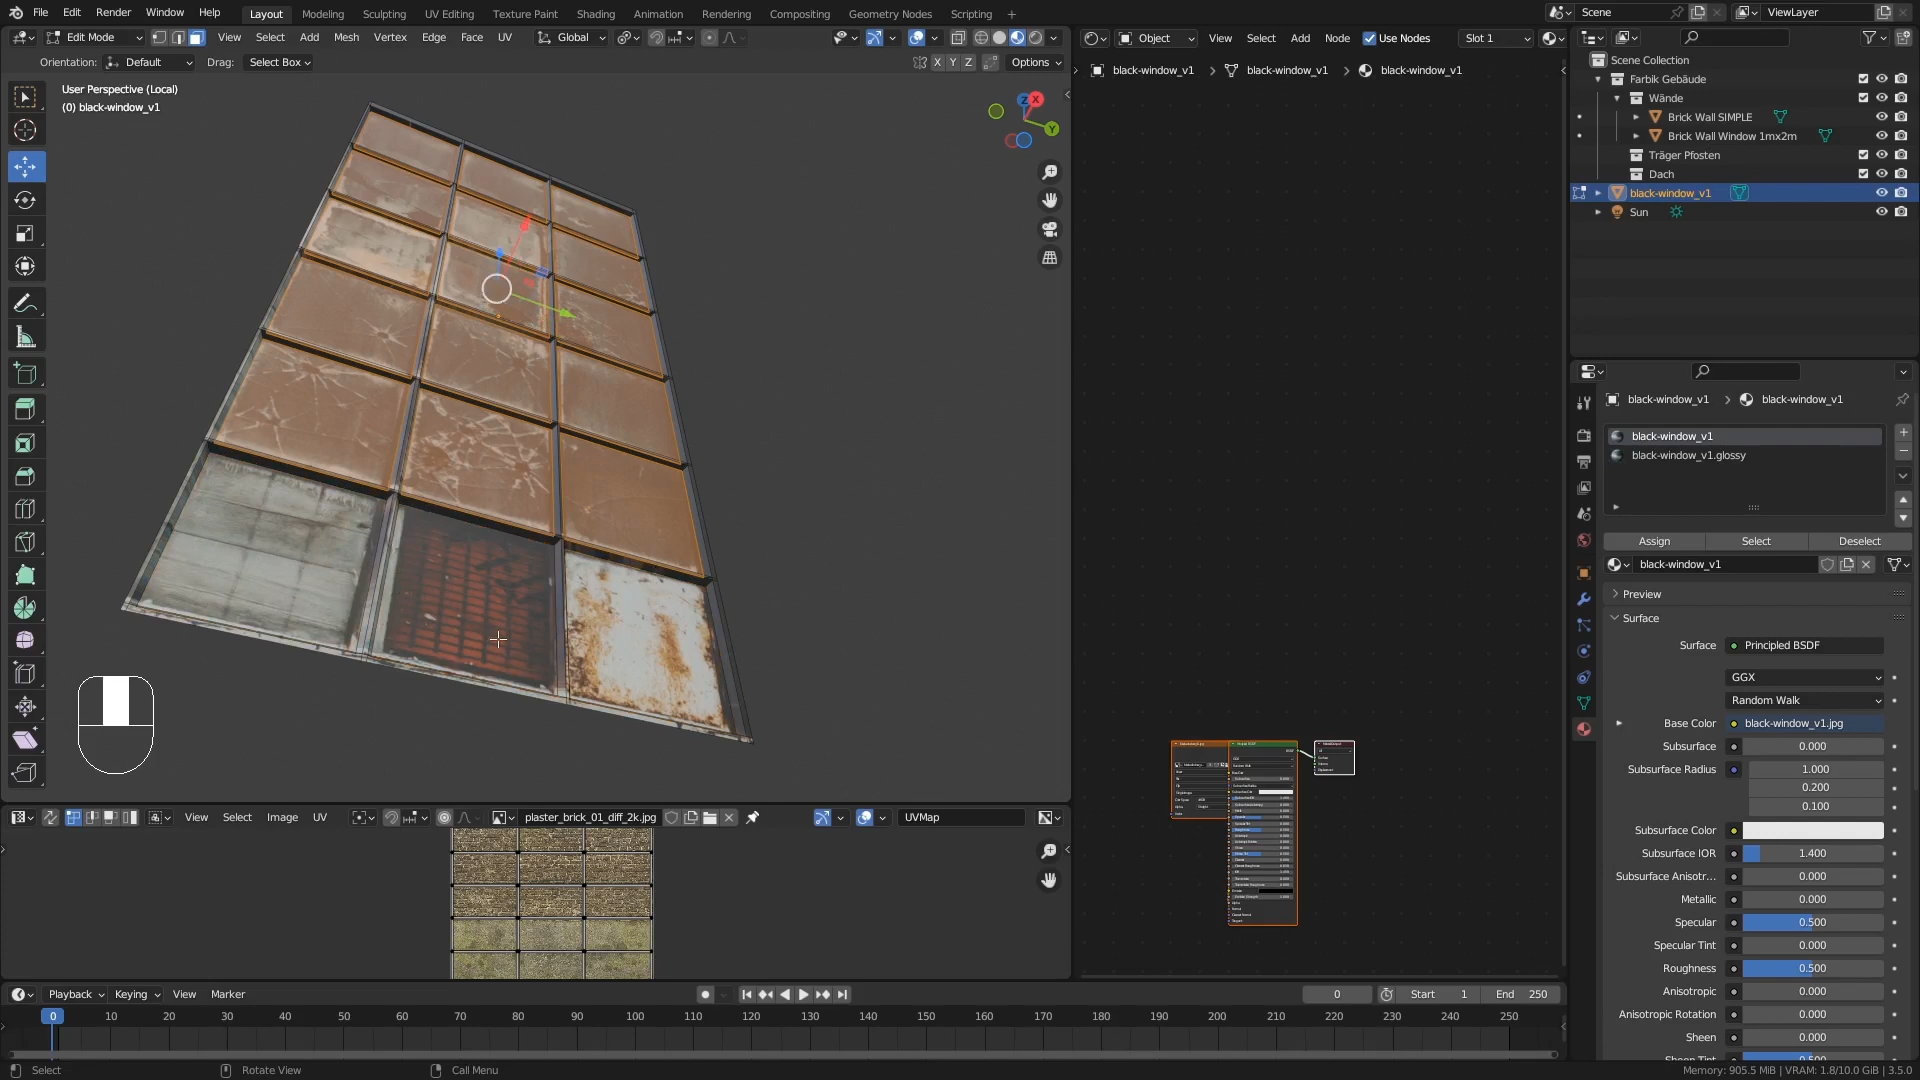 File Edit Render Window Help Layout Modeling Sculpting UV Editing Texture Paint Shading Animation Rendering Compositing Geometry Nodes Scripting + Scene ViewLayer
Edit Mode View Select Add Mesh Vertex Edge Face UV Global
Object View Select Add Node Use Nodes Slot 1
Orientation: Default Drag: Select Box X Y Z Options
User Perspective (Local)
(0) black-window_v1
black-window_v1 > black-window_v1 > black-window_v1
Scene Collection
Farbik Gebäude
Wände
Brick Wall SIMPLE
Brick Wall Window 1mx2m
Träger Pfosten
Dach
black-window_v1
Sun
black-window_v1 > black-window_v1
black-window_v1
black-window_v1.glossy
Assign Select Deselect
black-window_v1
Preview
Surface
Surface Principled BSDF
GGX
Random Walk
Base Color black-window_v1.jpg
Subsurface 0.000
Subsurface Radius 1.000
0.200
0.100
Subsurface Color
Subsurface IOR 1.400
Subsurface Anisotr... 0.000
Metallic 0.000
Specular 0.500
Specular Tint 0.000
Roughness 0.500
Anisotropic 0.000
Anisotropic Rotation 0.000
Sheen 0.000
View Select Image UV plaster_brick_01_diff_2k.jpg UVMap
Playback Keying View Marker 0 Start 1 End 250
0 10 20 30 40 50 60 70 80 90 100 110 120 130 140 150 160 170 180 190 200 210 220 230 240 250
Select Rotate View Call Menu Memory: 905.5 MiB | VRAM: 1.8/10.0 GiB | 3.5.0